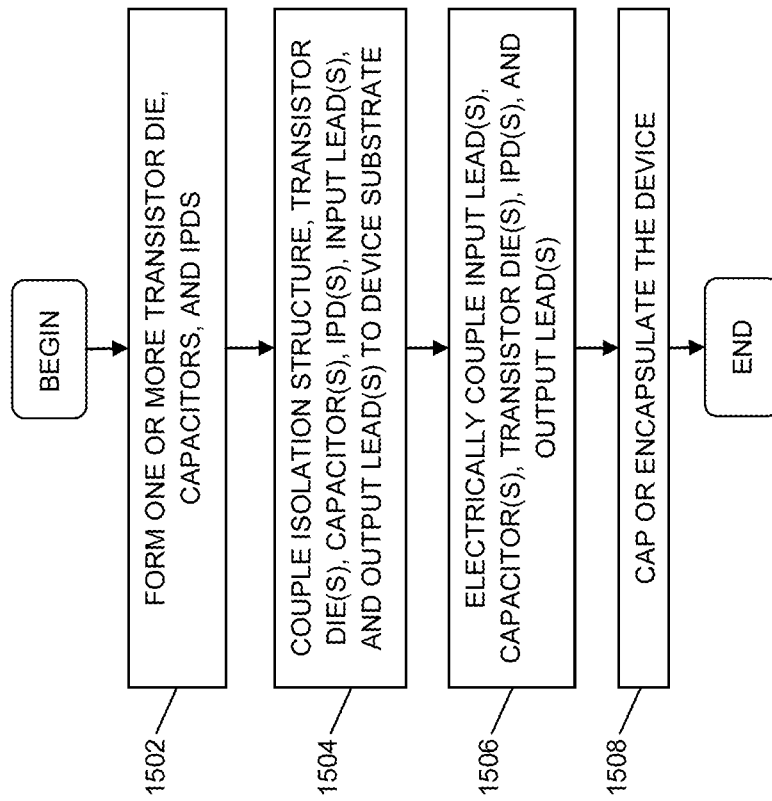 BEGIN
1502
FORM ONE OR MORE TRANSISTOR DIE,
CAPACITORS, AND IPDS
1504
COUPLE ISOLATION STRUCTURE, TRANSISTOR
DIE(S), CAPACITOR(S), IPD(S), INPUT LEAD(S),
AND OUTPUT LEAD(S) TO DEVICE SUBSTRATE
1506
ELECTRICALLY COUPLE INPUT LEAD(S),
CAPACITOR(S), TRANSISTOR DIE(S), IPD(S), AND
OUTPUT LEAD(S)
1508
CAP OR ENCAPSULATE THE DEVICE
END